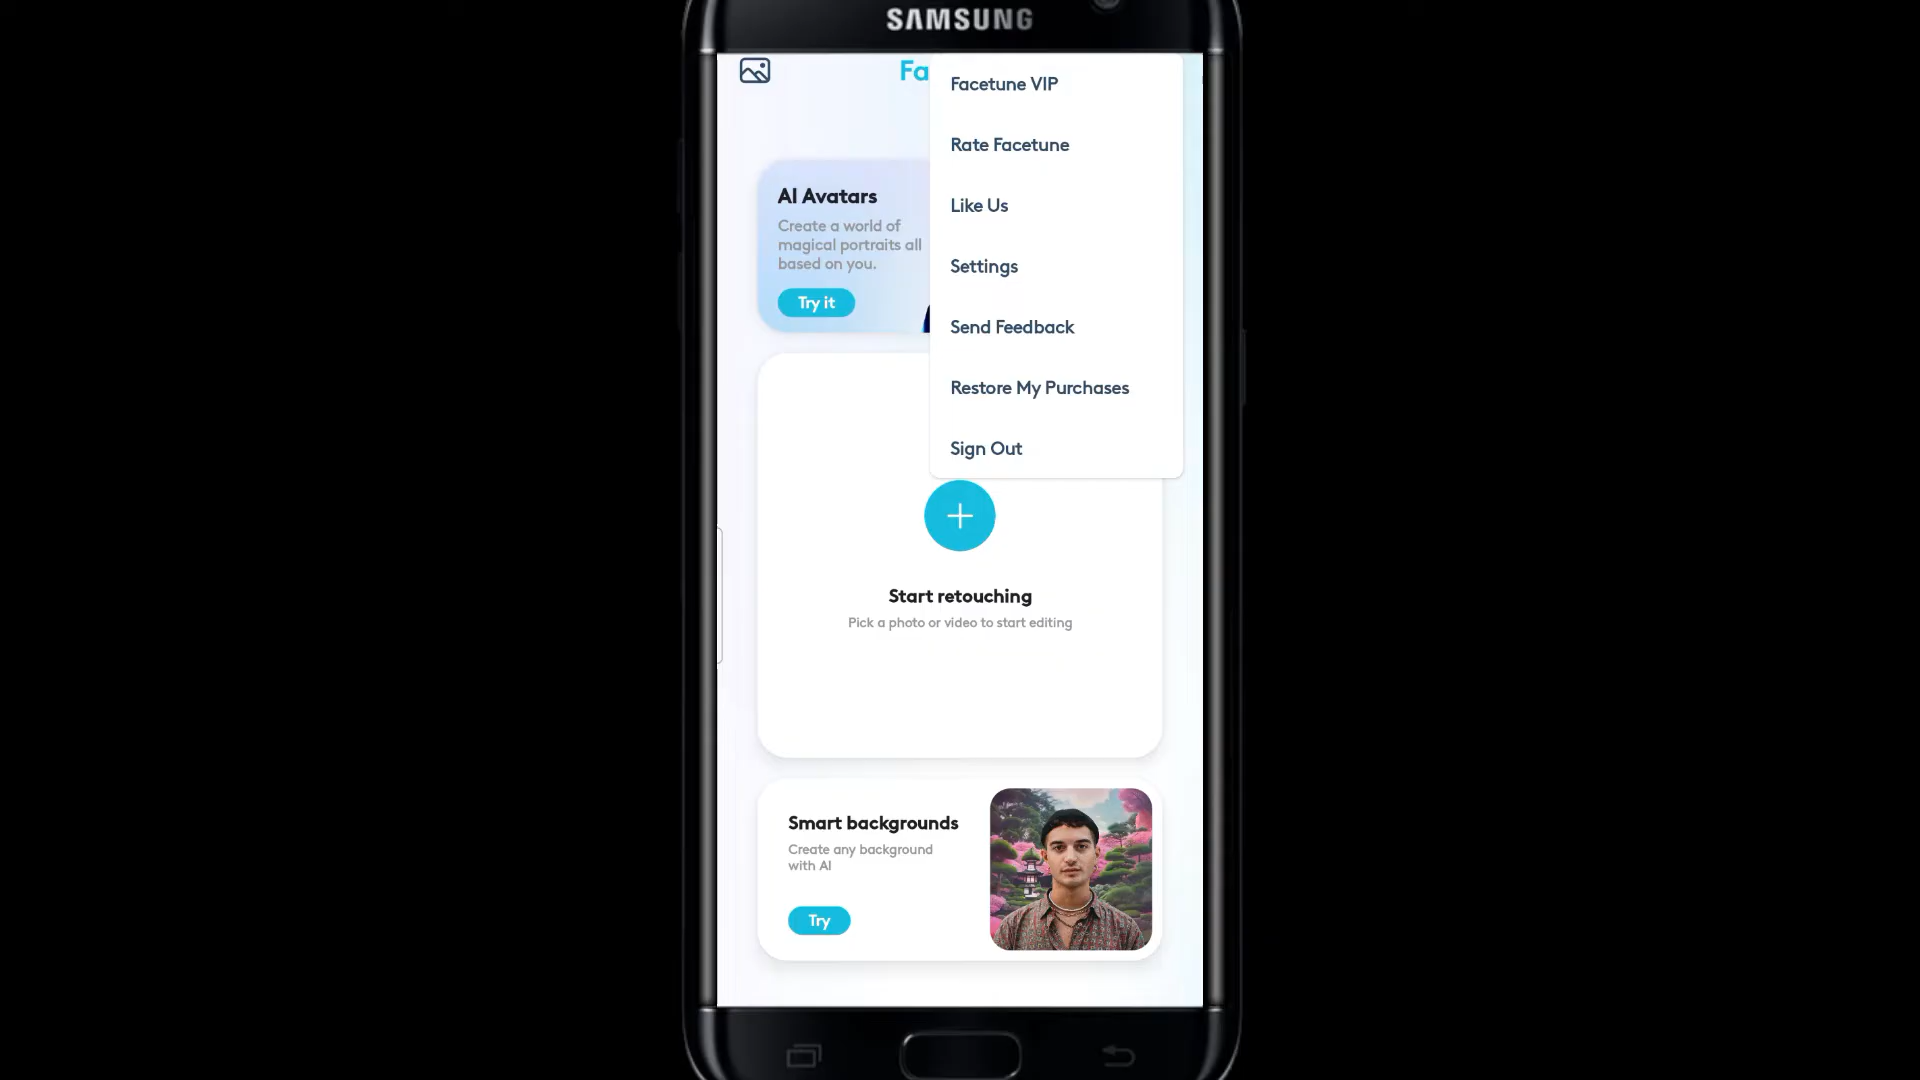 SAMSUNG
Fa
Facetune VIP
Rate Facetune
Like Us
Settings
Send Feedback
Restore My Purchases
Sign Out
AI Avatars
Create a world of
magical portraits all
based on you.
Try it
Start retouching
Pick a photo or video to start editing
Smart backgrounds
Create any background
with AI
Try